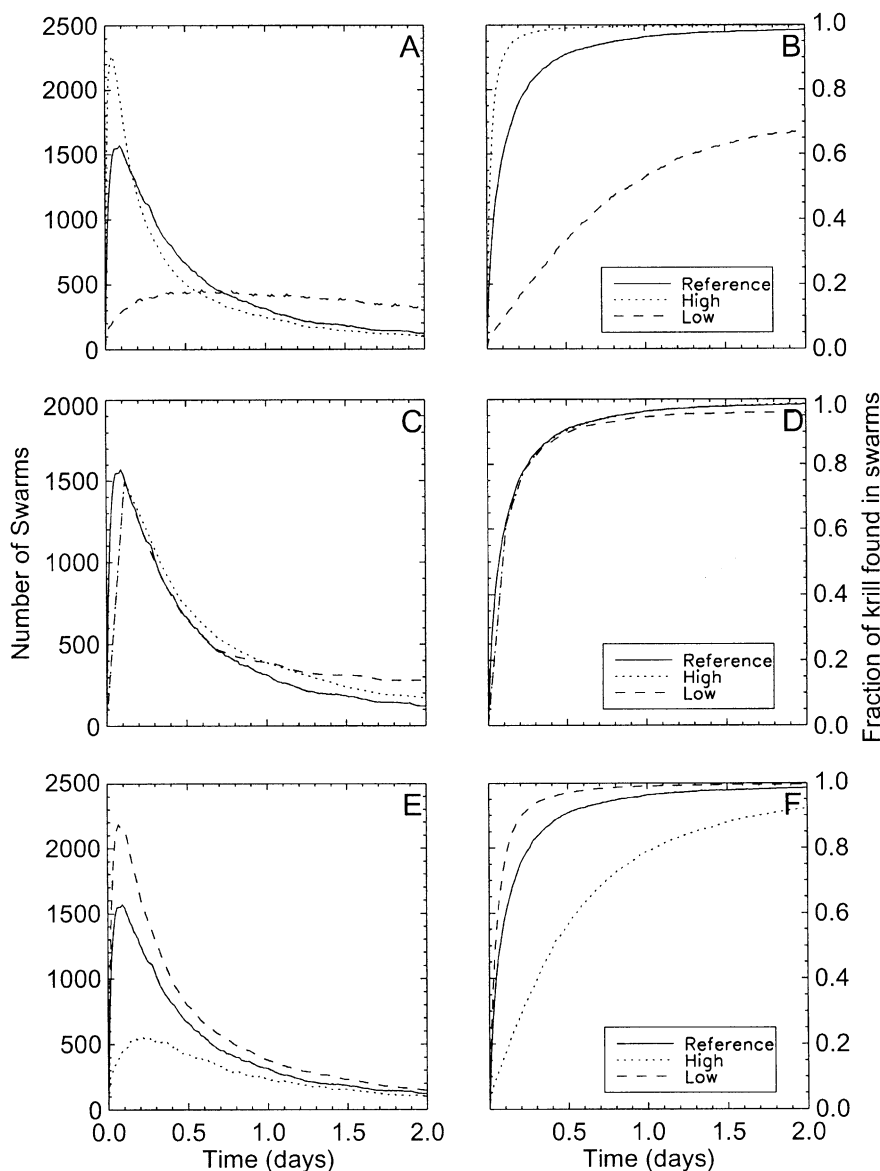 2500
2000
1500
1000
500
0
A
B
1.0
0.8
0.6
0.4
0.2
0.0
Reference
High
Low
Number of Swarms
2000
1500
1000
500
0
C
D
1.0
0.8
0.6
0.4
0.2
0.0
Reference
High
Low
Fraction of krill found in swarms
2500
2000
1500
1000
500
0
E
F
1.0
0.8
0.6
0.4
0.2
0.0
Reference
High
Low
0.0 0.5 1.0 1.5 2.0
Time (days)
0.5 1.0 1.5 2.0
Time (days)